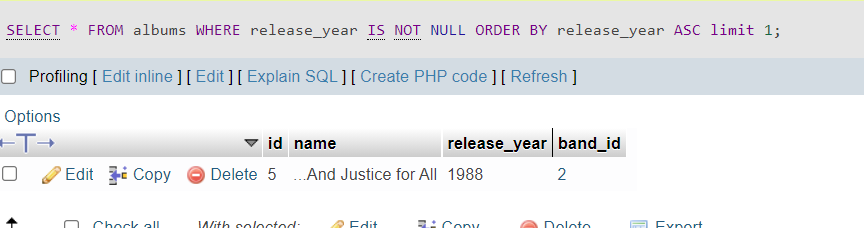 SELECT * FROM albums WHERE release_year IS NOT NULL ORDER BY release_year ASC limit 1;
Profiling [ Edit inline ] [ Edit ] [ Explain SQL ] [ Create PHP code ] [ Refresh ]
Options
id name release_year band_id
Edit Copy Delete 5 ...And Justice for All 1988 2
Check all With selected: Edit Copy Delete Export